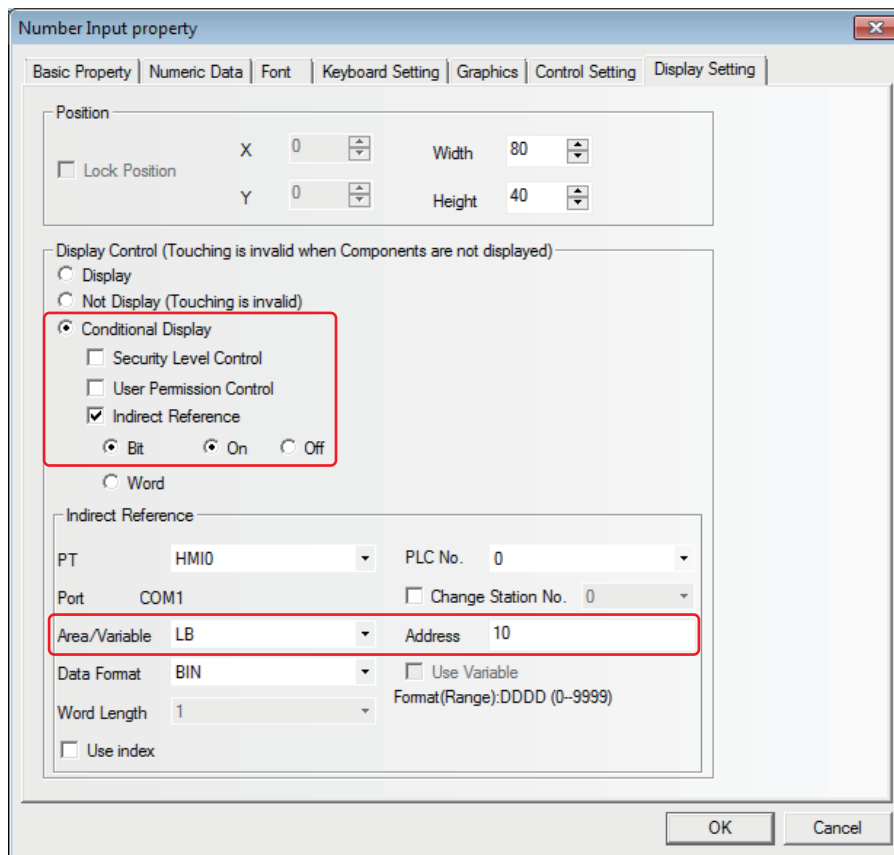 Number Input property
Basic Property Numeric Data Font Keyboard Setting Graphics Control Setting Display Setting
Position
Lock Position X 0 Width 80
Y 0 Height 40
Display Control (Touching is invalid when Components are not displayed)
Display
Not Display (Touching is invalid)
Conditional Display
Security Level Control
User Permission Control
Indirect Reference
Bit On Off
Word
Indirect Reference
PT HMI0 PLC No. 0
Port COM1 Change Station No. 0
Area/Variable LB Address 10
Data Format BIN Use Variable
Format(Range):DDDD (0--9999)
Word Length 1
Use index
OK Cancel